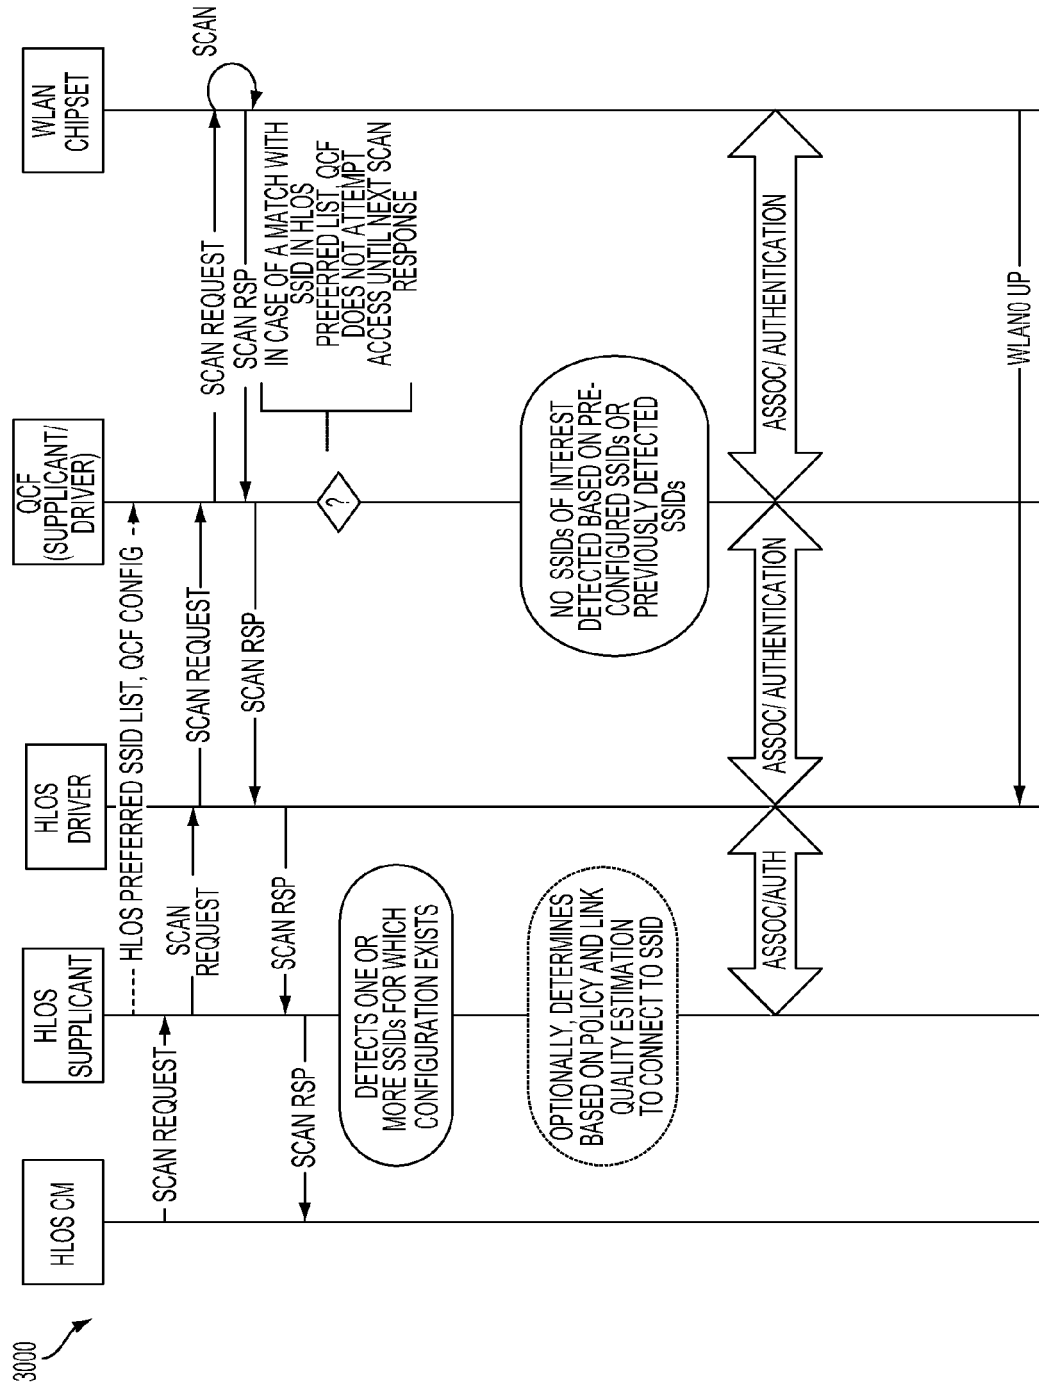 3000
HLOS CM
HLOS
SUPPLICANT
HLOS
DRIVER
QCF
(SUPPLICANT/
DRIVER)
WLAN
CHIPSET
HLOS PREFERRED SSID LIST, QCF CONFIG
SCAN REQUEST
SCAN
REQUEST
SCAN REQUEST
SCAN REQUEST
SCAN
SCAN RSP
SCAN RSP
SCAN RSP
SCAN RSP
IN CASE OF A MATCH WITH
SSID IN HLOS
PREFERRED LIST, QCF
DOES NOT ATTEMPT
ACCESS UNTIL NEXT SCAN
RESPONSE
?
DETECTS ONE OR
MORE SSIDs FOR WHICH
CONFIGURATION EXISTS
OPTIONALLY, DETERMINES
BASED ON POLICY AND LINK
QUALITY ESTIMATION
TO CONNECT TO SSID
NO SSIDs OF INTEREST
DETECTED BASED ON PRE-
CONFIGURED SSIDs OR
PREVIOUSLY DETECTED
SSIDs
ASSOC/AUTH
ASSOC/ AUTHENTICATION
ASSOC/ AUTHENTICATION
WLAN0 UP